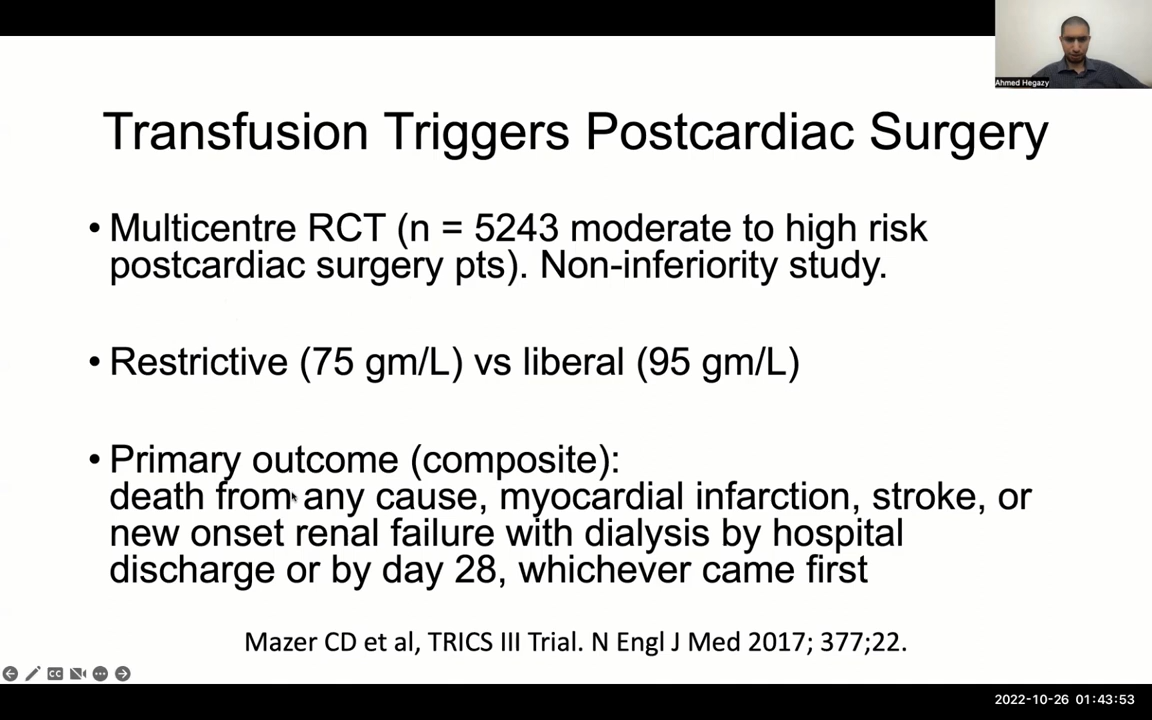 Ahmed Hegazy
Transfusion Triggers Postcardiac Surgery
• Multicentre RCT (n = 5243 moderate to high risk
postcardiac surgery pts). Non-inferiority study.
• Restrictive (75 gm/L) vs liberal (95 gm/L)
• Primary outcome (composite):
death from any cause, myocardial infarction, stroke, or
new onset renal failure with dialysis by hospital
discharge or by day 28, whichever came first
Mazer CD et al, TRICS III Trial. N Engl J Med 2017; 377;22.
CC
2022-10-26 01:43:53